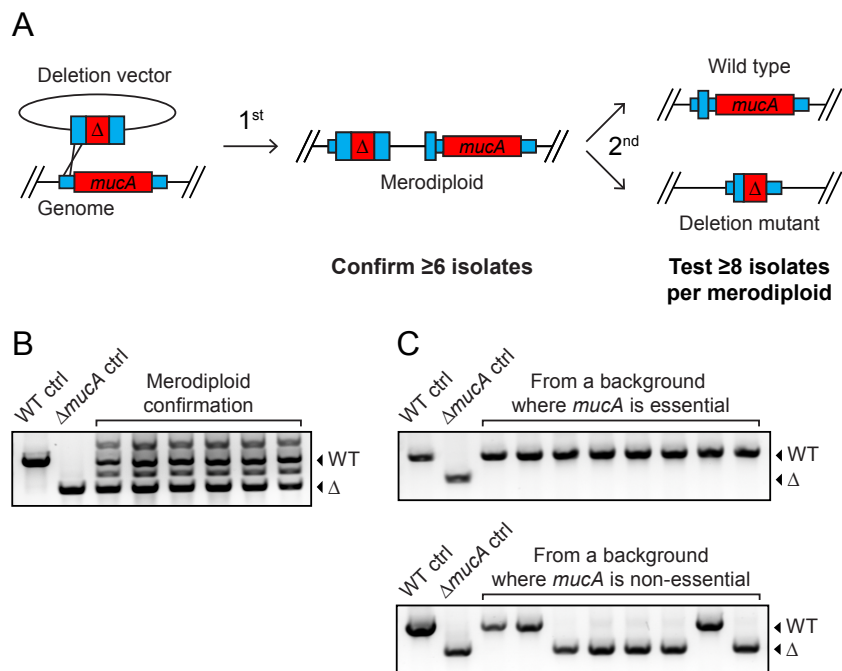 A
Deletion vector
Δ
mucA
Genome
1st
Δ
mucA
Merodiploid
2nd
Wild type
mucA
Δ
Deletion mutant
Confirm ≥6 isolates
Test ≥8 isolates
per merodiploid
B
WT ctrl
ΔmucA ctrl
Merodiploid
confirmation
WT
Δ
C
WT ctrl
ΔmucA ctrl
From a background
where mucA is essential
WT
Δ
WT ctrl
ΔmucA ctrl
From a background
where mucA is non-essential
WT
Δ